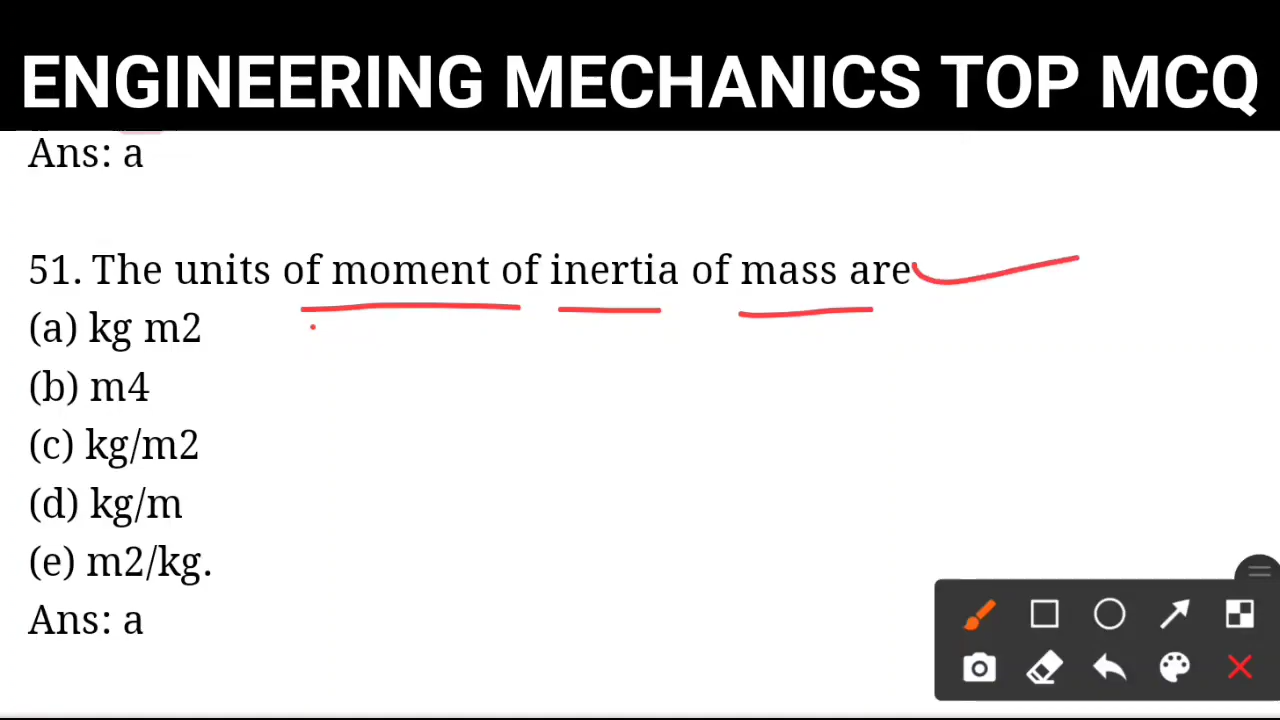 ENGINEERING MECHANICS TOP MCQ
Ans: a
51. The units of moment of inertia of mass are
(a) kg m2
(b) m4
(c) kg/m2
(d) kg/m
(e) m2/kg.
Ans: a